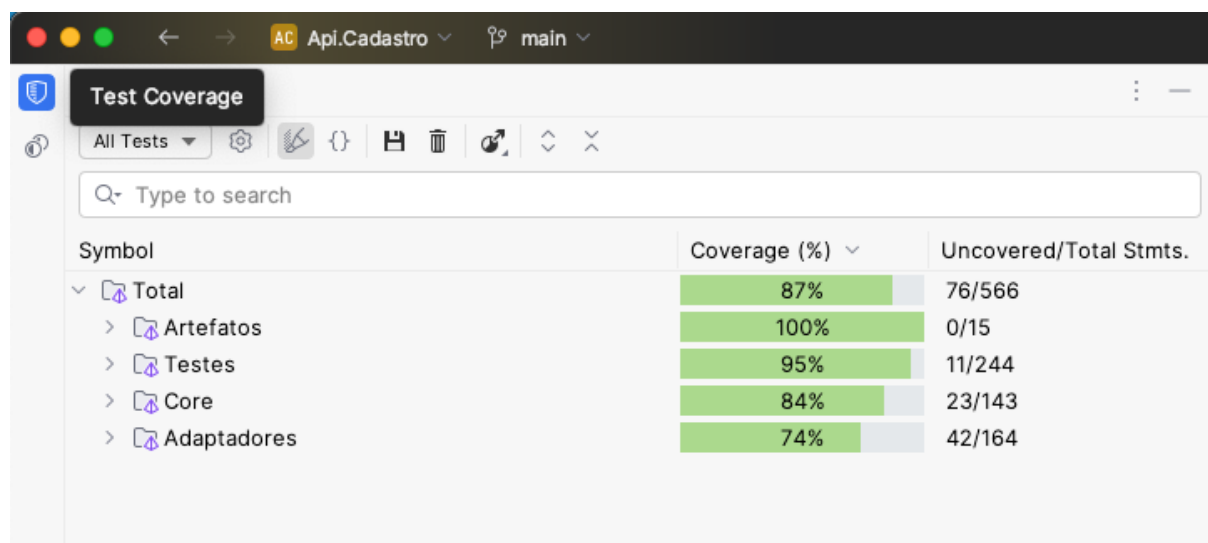 AC Api.Cadastro main
Test Coverage
All Tests
Type to search
Symbol Coverage (%) Uncovered/Total Stmts.
Total 87% 76/566
Artefatos 100% 0/15
Testes 95% 11/244
Core 84% 23/143
Adaptadores 74% 42/164